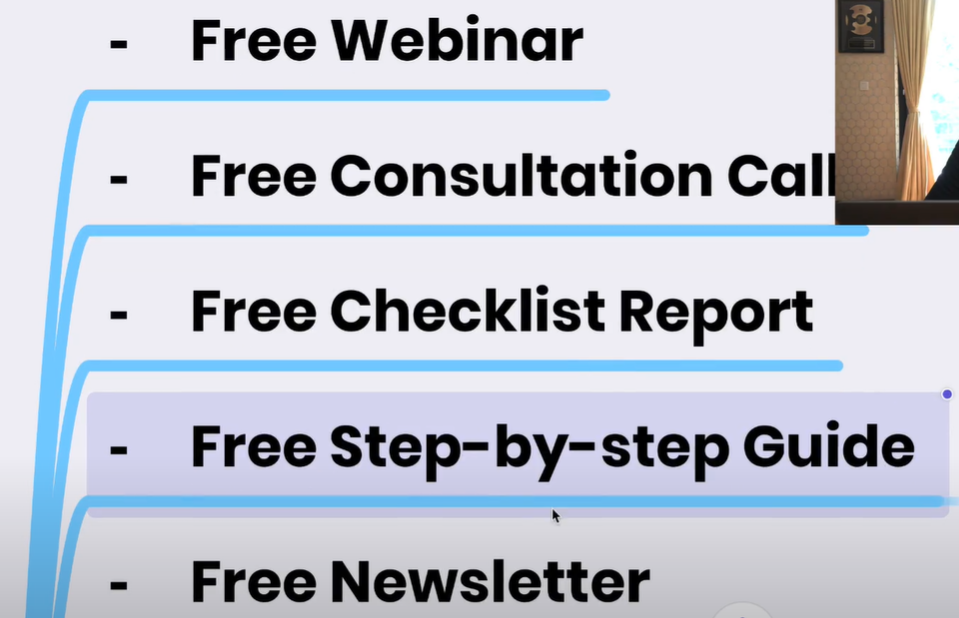 - Free Webinar
- Free Consultation Call
- Free Checklist Report
- Free Step-by-step Guide
- Free Newsletter